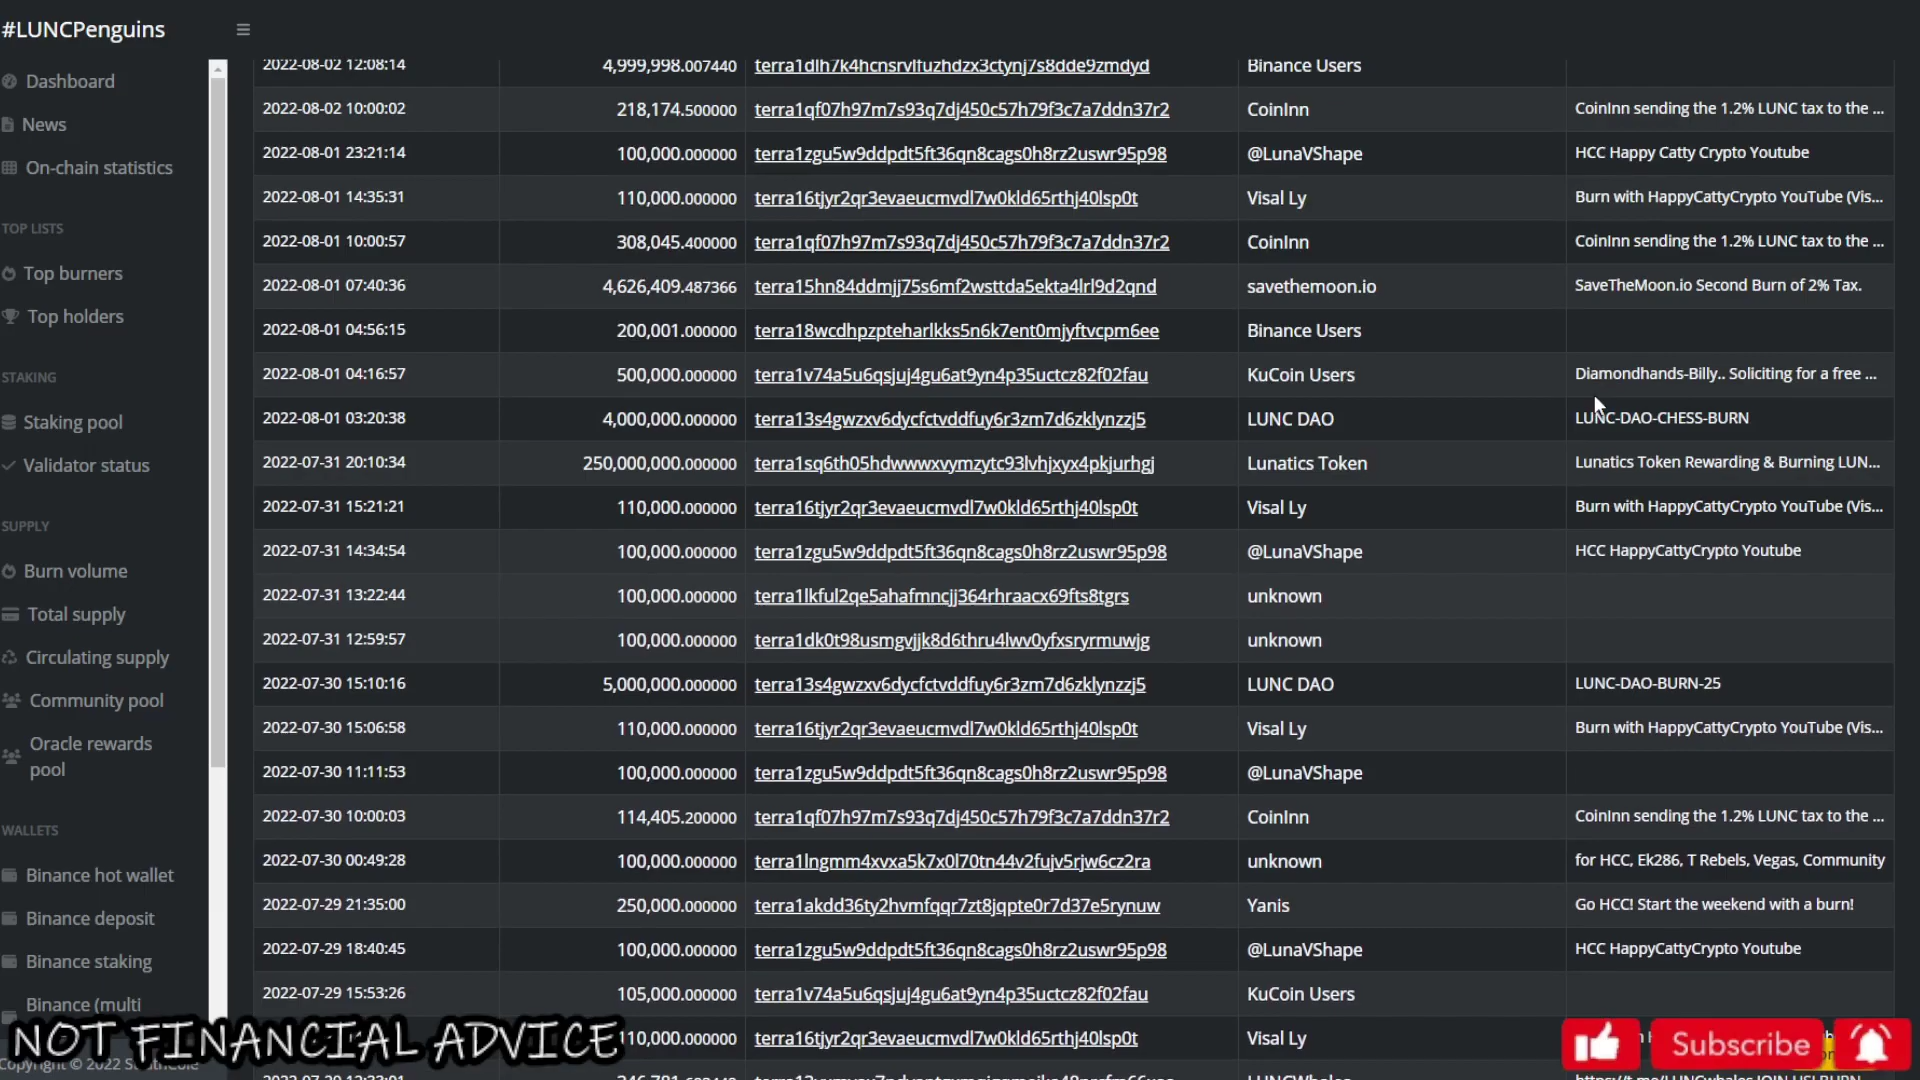 #LUNCPenguins
Dashboard
News
On-chain statistics
TOP LISTS
Top burners
Top holders
STAKING
Staking pool
Validator status
SUPPLY
Burn volume
Total supply
Circulating supply
Community pool
Oracle rewards
pool
WALLETS
Binance hot wallet
Binance deposit
Binance staking
Binance (multi
2022-08-02 12:08:14 4,999,998.007440 terra1dlh7k4hcnsrvlfuzhdzx3ctynj7s8dde9zmdyd Binance Users
2022-08-02 10:00:02 218,174.500000 terra1qf07h97m7s93q7dj450c57h79f3c7a7ddn37r2 CoinInn CoinInn sending the 1.2% LUNC tax to the ...
2022-08-01 23:21:14 100,000.000000 terra1zgu5w9ddpdt5ft36qn8cags0h8rz2uswr95p98 @LunaVShape HCC Happy Catty Crypto Youtube
2022-08-01 14:35:31 110,000.000000 terra16tjyr2qr3evaeucmvdl7w0kld65rthj40lsp0t Visal Ly Burn with HappyCattyCrypto YouTube (Vis...
2022-08-01 10:00:57 308,045.400000 terra1qf07h97m7s93q7dj450c57h79f3c7a7ddn37r2 CoinInn CoinInn sending the 1.2% LUNC tax to the ...
2022-08-01 07:40:36 4,626,409.487366 terra15hn84ddmjj75s6mf2wsttda5ekta4lrl9d2qnd savethemoon.io SaveTheMoon.io Second Burn of 2% Tax.
2022-08-01 04:56:15 200,001.000000 terra18wcdhpzpteharlkks5n6k7ent0mjyftvcpm6ee Binance Users
2022-08-01 04:16:57 500,000.000000 terra1v74a5u6qsjuj4gu6at9yn4p35uctcz82f02fau KuCoin Users Diamondhands-Billy.. Soliciting for a free ...
2022-08-01 03:20:38 4,000,000.000000 terra13s4gwzxv6dycfctvddfuy6r3zm7d6zklynzzj5 LUNC DAO LUNC-DAO-CHESS-BURN
2022-07-31 20:10:34 250,000,000.000000 terra1sq6th05hdwwwxvymzytc93lvhjxyx4pkjurhgj Lunatics Token Lunatics Token Rewarding & Burning LUN...
2022-07-31 15:21:21 110,000.000000 terra16tjyr2qr3evaeucmvdl7w0kld65rthj40lsp0t Visal Ly Burn with HappyCattyCrypto YouTube (Vis...
2022-07-31 14:34:54 100,000.000000 terra1zgu5w9ddpdt5ft36qn8cags0h8rz2uswr95p98 @LunaVShape HCC HappyCattyCrypto Youtube
2022-07-31 13:22:44 100,000.000000 terra1lkful2qe5ahafmncjj364rhraacx69fts8tgrs unknown
2022-07-31 12:59:57 100,000.000000 terra1dk0t98usmgvjjk8d6thru4lwv0yfxsryrmuwjg unknown
2022-07-30 15:10:16 5,000,000.000000 terra13s4gwzxv6dycfctvddfuy6r3zm7d6zklynzzj5 LUNC DAO LUNC-DAO-BURN-25
2022-07-30 15:06:58 110,000.000000 terra16tjyr2qr3evaeucmvdl7w0kld65rthj40lsp0t Visal Ly Burn with HappyCattyCrypto YouTube (Vis...
2022-07-30 11:11:53 100,000.000000 terra1zgu5w9ddpdt5ft36qn8cags0h8rz2uswr95p98 @LunaVShape
2022-07-30 10:00:03 114,405.200000 terra1qf07h97m7s93q7dj450c57h79f3c7a7ddn37r2 CoinInn CoinInn sending the 1.2% LUNC tax to the ...
2022-07-30 00:49:28 100,000.000000 terra1lngmm4xvxa5k7x0l70tn44v2fujv5rjw6cz2ra unknown for HCC, Ek286, T Rebels, Vegas, Community
2022-07-29 21:35:00 250,000.000000 terra1akdd36ty2hvmfqqr7zt8jqpte0r7d37e5rynuw Yanis Go HCC! Start the weekend with a burn!
2022-07-29 18:40:45 100,000.000000 terra1zgu5w9ddpdt5ft36qn8cags0h8rz2uswr95p98 @LunaVShape HCC HappyCattyCrypto Youtube
2022-07-29 15:53:26 105,000.000000 terra1v74a5u6qsjuj4gu6at9yn4p35uctcz82f02fau KuCoin Users
110,000.000000 terra16tjyr2qr3evaeucmvdl7w0kld65rthj40lsp0t Visal Ly
NOT FINANCIAL ADVICE
Subscribe
Copyright © 2022
LUNCWhales